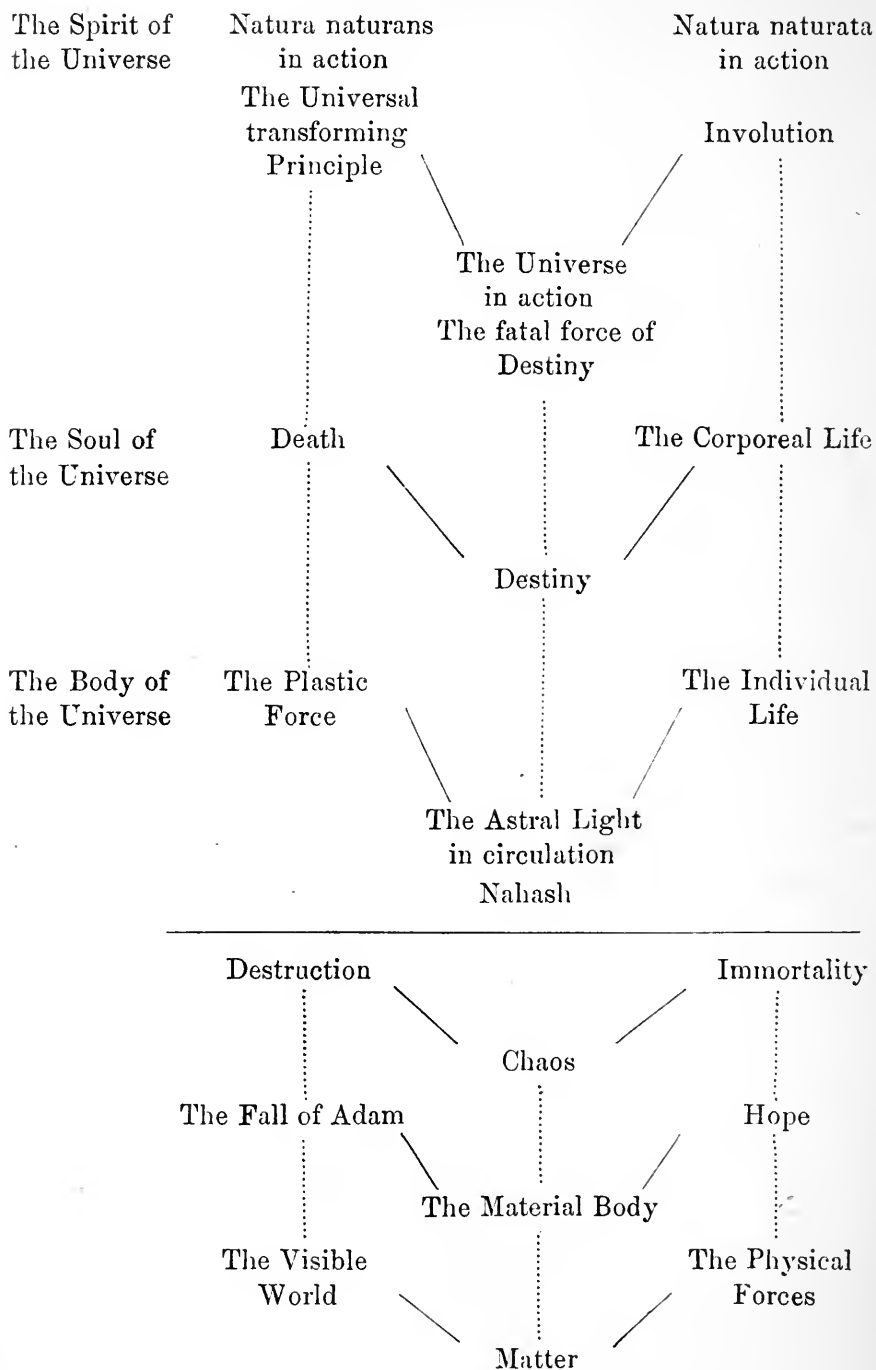 The Spirit of
the Universe
Natura naturans
in action
The Universal
transforming
Principle
Natura naturata
in action
Involution
The Universe
in action
The fatal force of
Destiny
The Soul of
the Universe
Death
The Corporeal Life
Destiny
The Body of
the Universe
The Plastic
Force
The Individual
Life
The Astral Light
in circulation
Nahash
Destruction
Immortality
Chaos
The Fall of Adam
Hope
The Material Body
The Visible
World
The Physical
Forces
Matter